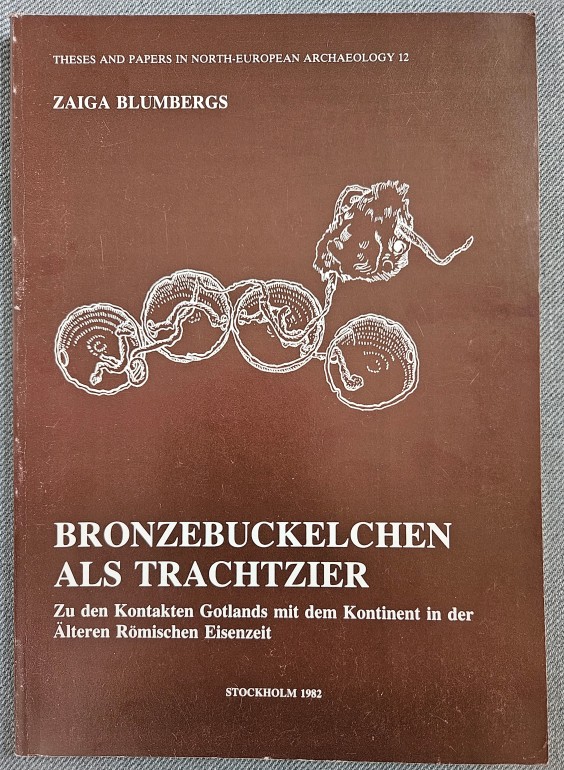 THESES AND PAPERS IN NORTH-EUROPEAN ARCHAEOLOGY 12
ZAIGA BLUMBERGS
BRONZEBUCKELCHEN
ALS TRACHTZIER
Zu den Kontakten Gotlands mit dem Kontinent in der
Älteren Römischen Eisenzeit
STOCKHOLM 1982